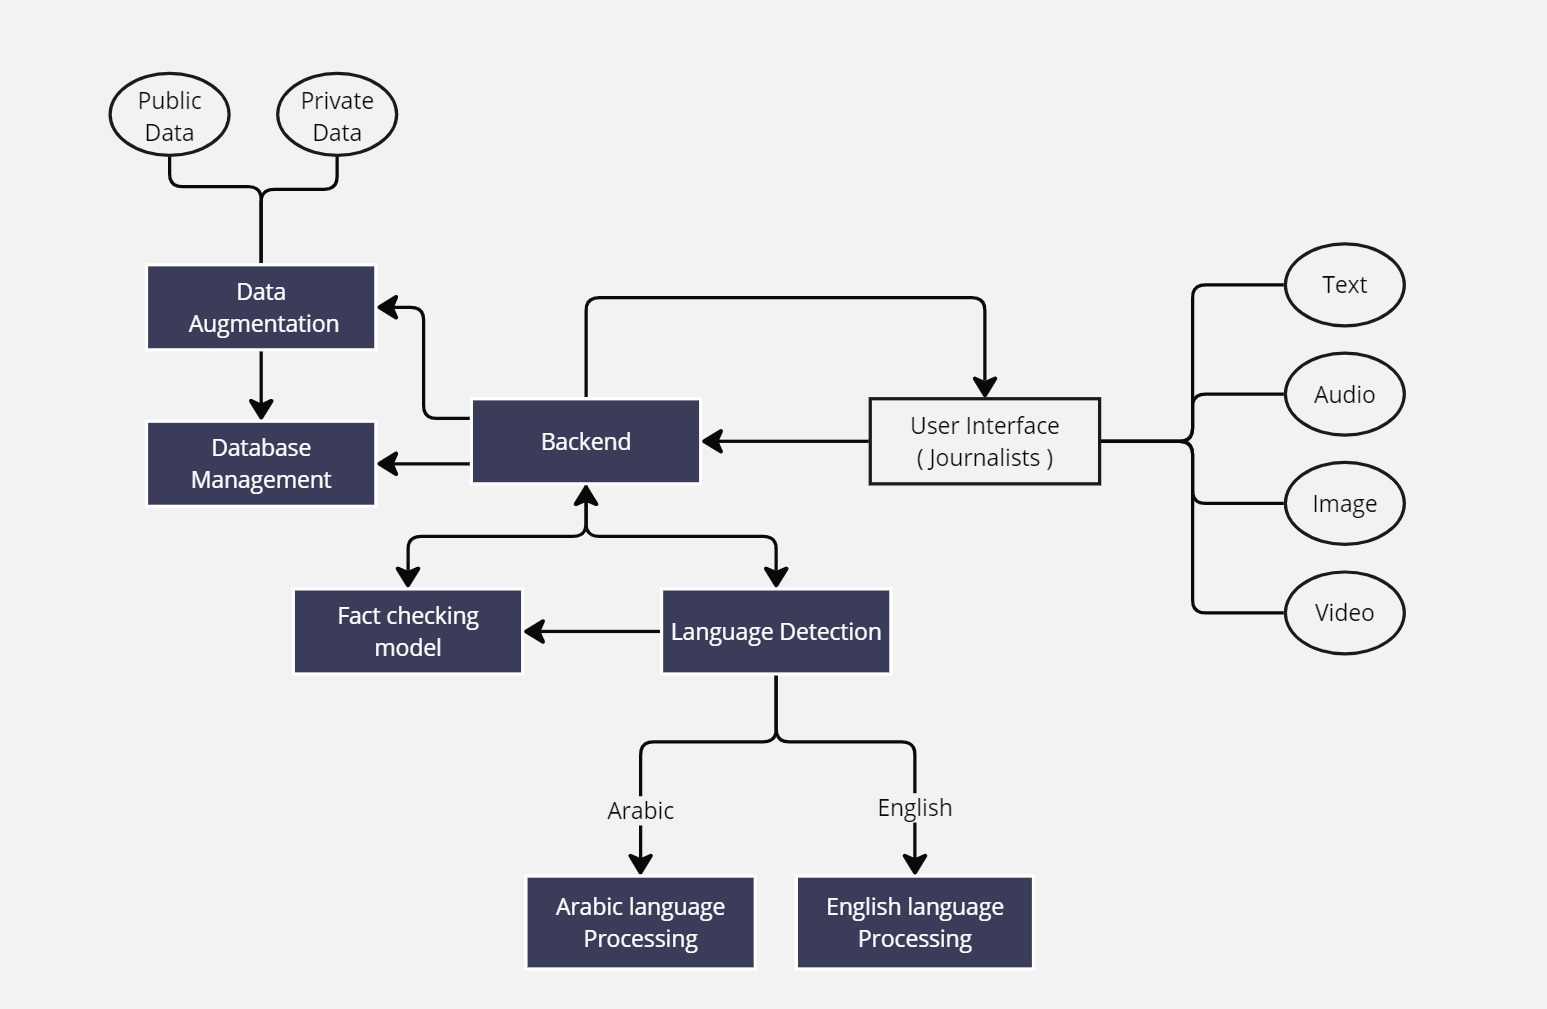 Public
Data
Private
Data
Data
Augmentation
Database
Management
Backend
User Interface
( Journalists )
Text
Audio
Image
Video
Fact checking
model
Language Detection
Arabic
English
Arabic language
Processing
English language
Processing